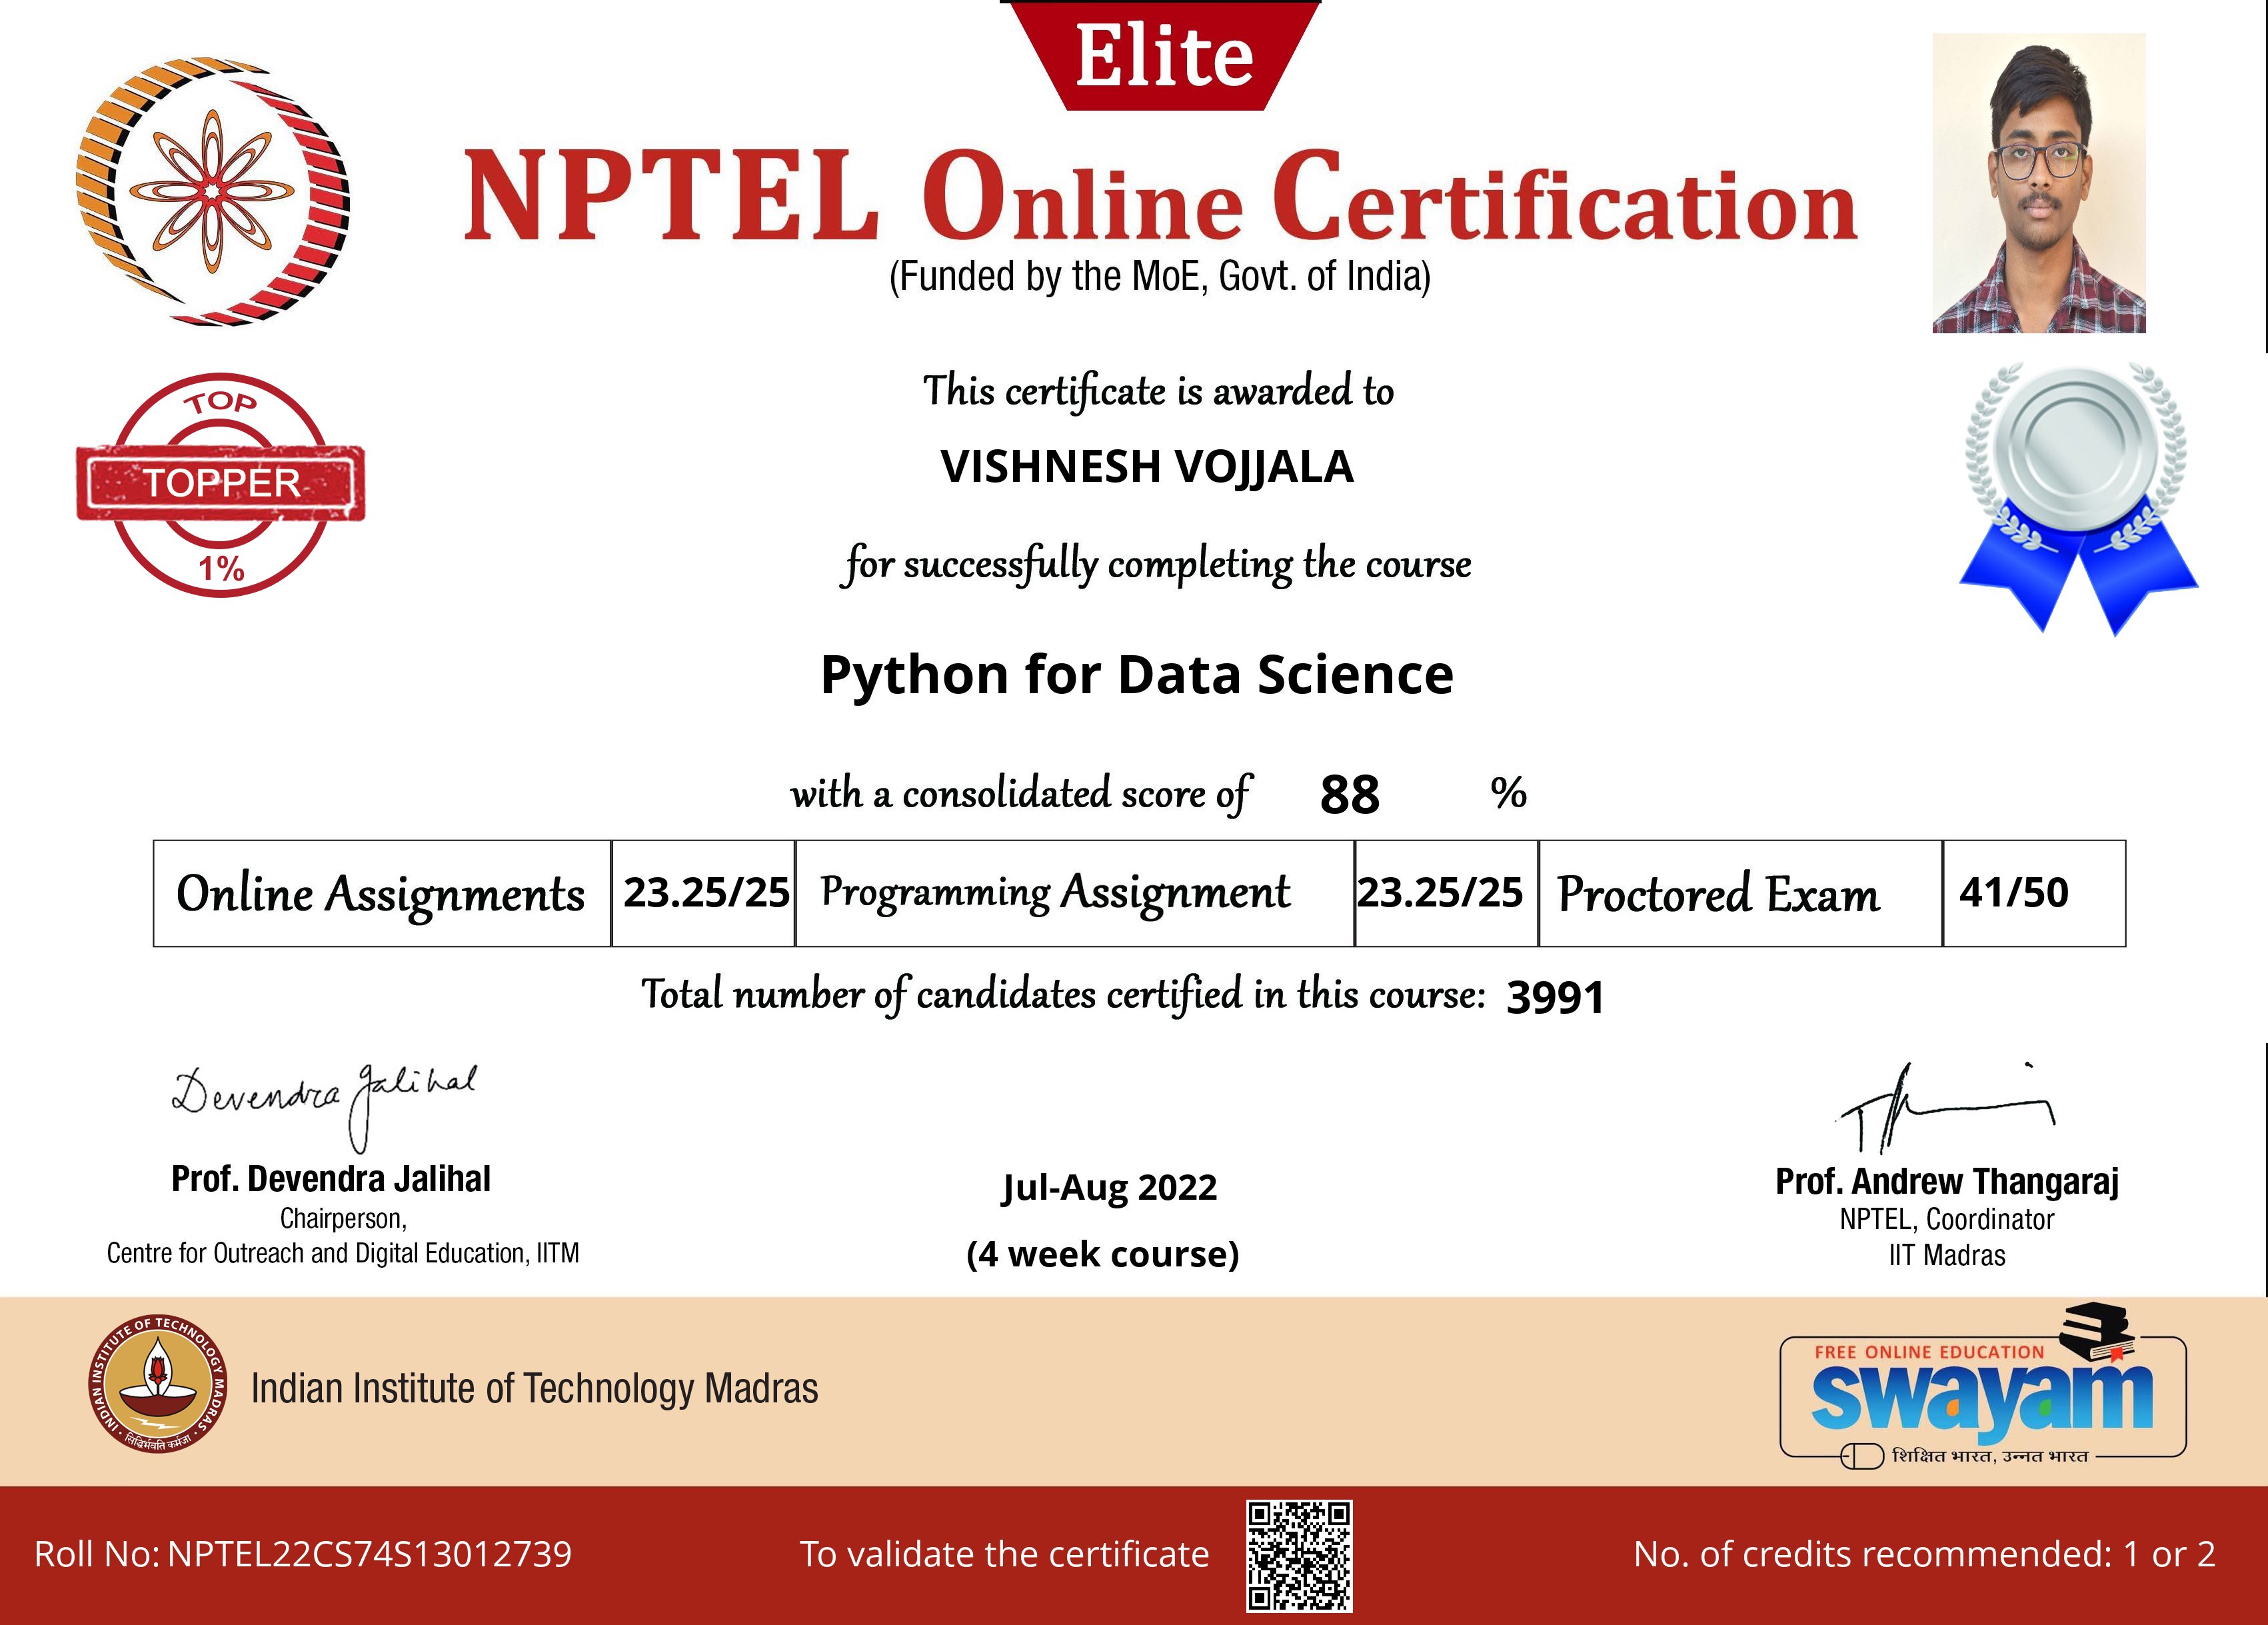 Elite
NPTEL Online Certification
(Funded by the MoE, Govt. of India)
TOP
TOPPER
1%
This certificate is awarded to
VISHNESH VOJJALA
for successfully completing the course
Python for Data Science
with a consolidated score of 88 %
Online Assignments 23.25/25 Programming Assignment 23.25/25 Proctored Exam 41/50
Total number of candidates certified in this course: 3991
Devendra Jalihal
Prof. Devendra Jalihal
Chairperson,
Centre for Outreach and Digital Education, IITM
Jul-Aug 2022
(4 week course)
Prof. Andrew Thangaraj
NPTEL, Coordinator
IIT Madras
INDIAN INSTITUTE OF TECHNOLOGY MADRAS
सिद्धिर्भवति कर्मजा
Indian Institute of Technology Madras
FREE ONLINE EDUCATION
swayam
शिक्षित भारत, उन्नत भारत
Roll No: NPTEL22CS74S13012739
To validate the certificate
No. of credits recommended: 1 or 2